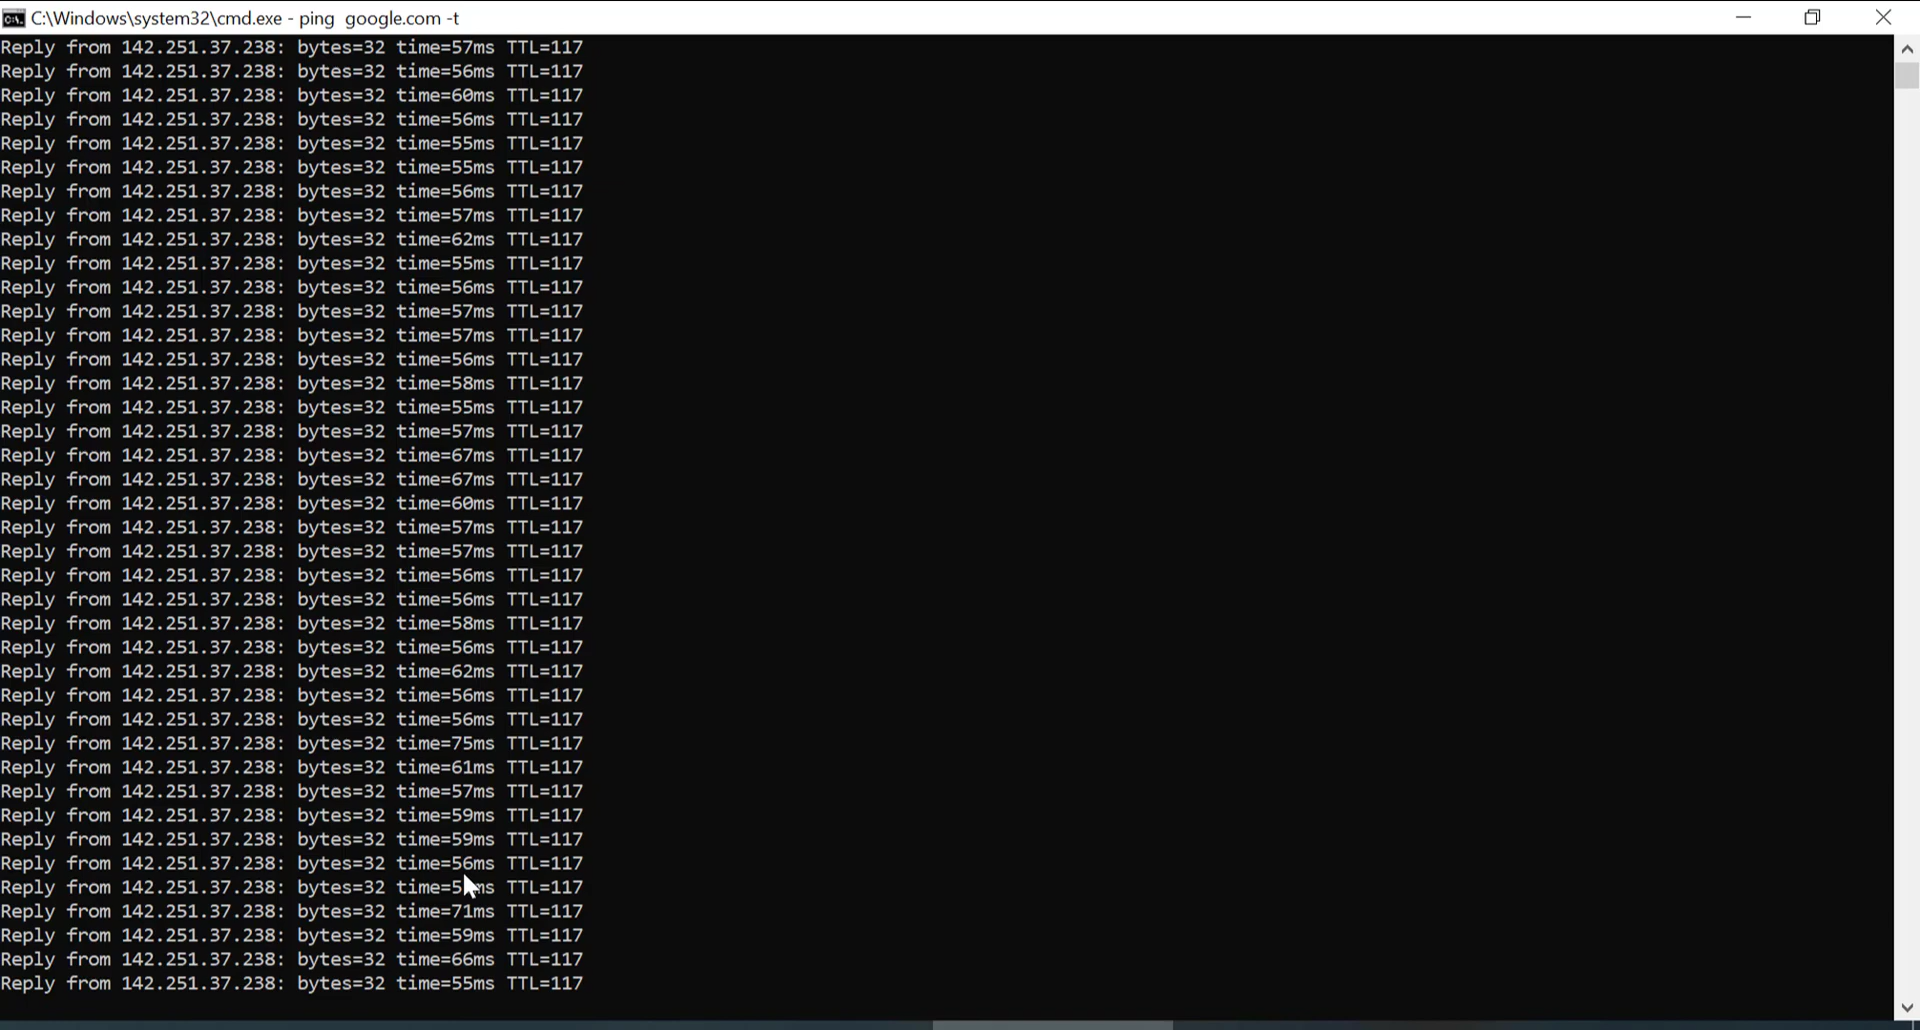 C:\Windows\system32\cmd.exe - ping  google.com -t
Reply from 142.251.37.238: bytes=32 time=57ms TTL=117
Reply from 142.251.37.238: bytes=32 time=56ms TTL=117
Reply from 142.251.37.238: bytes=32 time=60ms TTL=117
Reply from 142.251.37.238: bytes=32 time=56ms TTL=117
Reply from 142.251.37.238: bytes=32 time=55ms TTL=117
Reply from 142.251.37.238: bytes=32 time=55ms TTL=117
Reply from 142.251.37.238: bytes=32 time=56ms TTL=117
Reply from 142.251.37.238: bytes=32 time=57ms TTL=117
Reply from 142.251.37.238: bytes=32 time=62ms TTL=117
Reply from 142.251.37.238: bytes=32 time=55ms TTL=117
Reply from 142.251.37.238: bytes=32 time=56ms TTL=117
Reply from 142.251.37.238: bytes=32 time=57ms TTL=117
Reply from 142.251.37.238: bytes=32 time=57ms TTL=117
Reply from 142.251.37.238: bytes=32 time=56ms TTL=117
Reply from 142.251.37.238: bytes=32 time=58ms TTL=117
Reply from 142.251.37.238: bytes=32 time=55ms TTL=117
Reply from 142.251.37.238: bytes=32 time=57ms TTL=117
Reply from 142.251.37.238: bytes=32 time=67ms TTL=117
Reply from 142.251.37.238: bytes=32 time=67ms TTL=117
Reply from 142.251.37.238: bytes=32 time=60ms TTL=117
Reply from 142.251.37.238: bytes=32 time=57ms TTL=117
Reply from 142.251.37.238: bytes=32 time=57ms TTL=117
Reply from 142.251.37.238: bytes=32 time=56ms TTL=117
Reply from 142.251.37.238: bytes=32 time=56ms TTL=117
Reply from 142.251.37.238: bytes=32 time=58ms TTL=117
Reply from 142.251.37.238: bytes=32 time=56ms TTL=117
Reply from 142.251.37.238: bytes=32 time=62ms TTL=117
Reply from 142.251.37.238: bytes=32 time=56ms TTL=117
Reply from 142.251.37.238: bytes=32 time=56ms TTL=117
Reply from 142.251.37.238: bytes=32 time=75ms TTL=117
Reply from 142.251.37.238: bytes=32 time=61ms TTL=117
Reply from 142.251.37.238: bytes=32 time=57ms TTL=117
Reply from 142.251.37.238: bytes=32 time=59ms TTL=117
Reply from 142.251.37.238: bytes=32 time=59ms TTL=117
Reply from 142.251.37.238: bytes=32 time=56ms TTL=117
Reply from 142.251.37.238: bytes=32 TTL=117
Reply from 142.251.37.238: bytes=32 time=71ms TTL=117
Reply from 142.251.37.238: bytes=32 time=59ms TTL=117
Reply from 142.251.37.238: bytes=32 time=66ms TTL=117
Reply from 142.251.37.238: bytes=32 time=55ms TTL=117